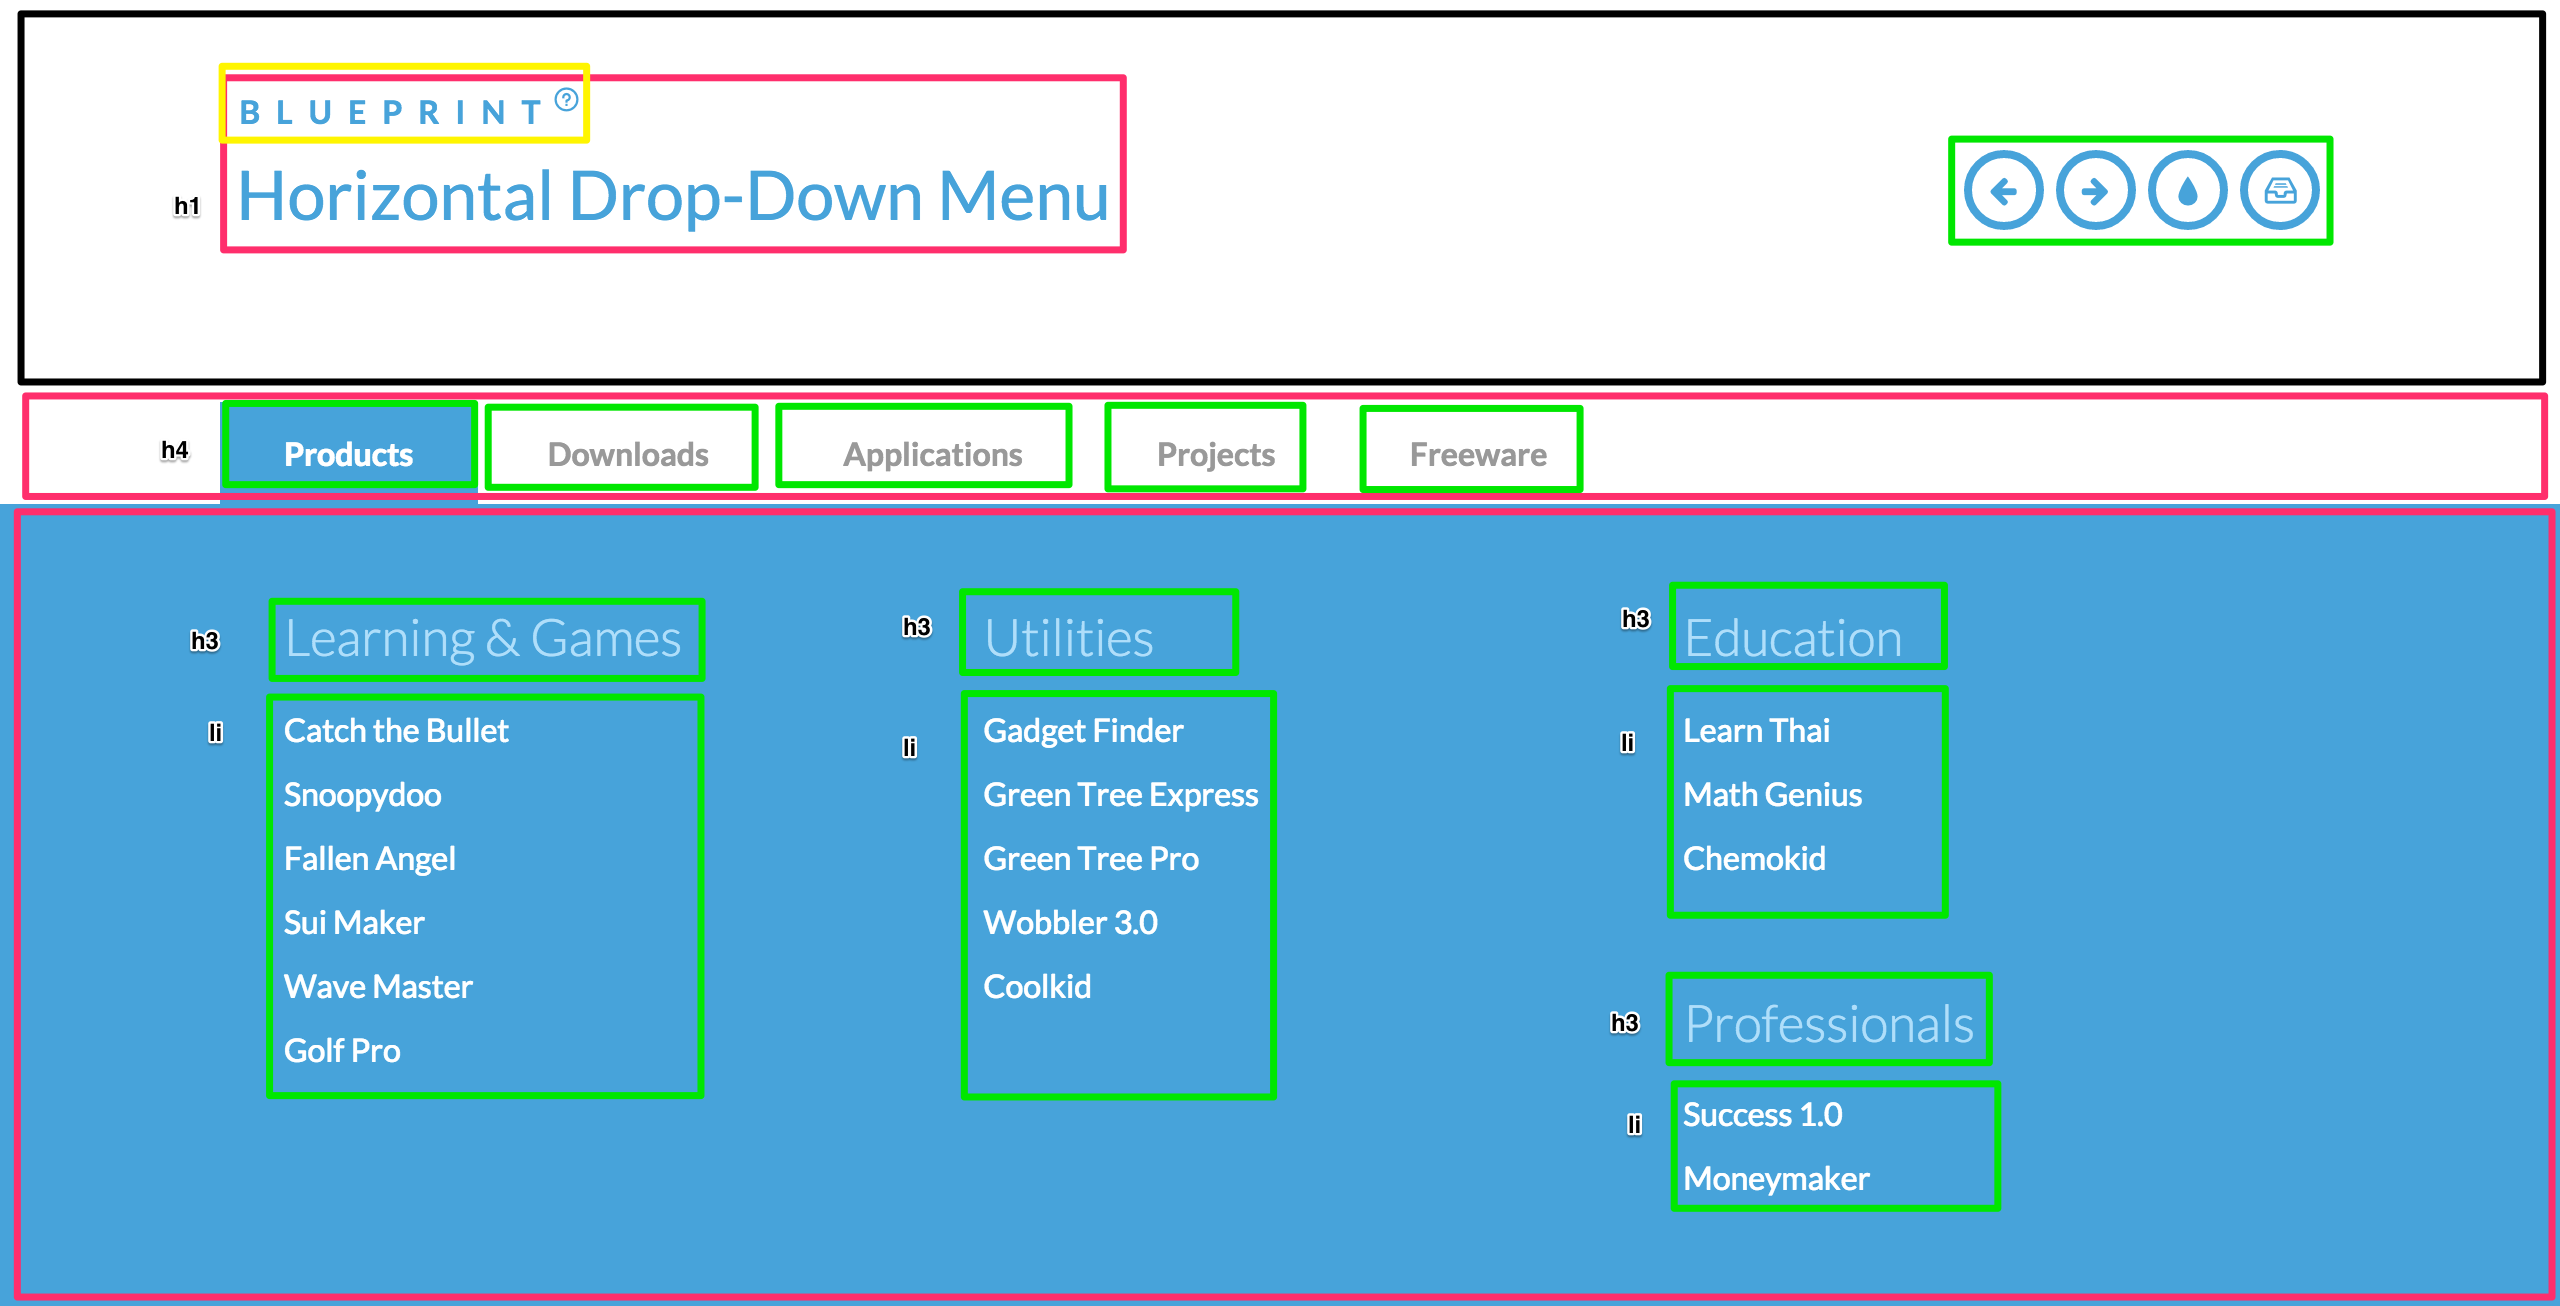 BLUEPRINT
h1 Horizontal Drop-Down Menu
h4 Products Downloads Applications Projects Freeware
h3 Learning & Games
li Catch the Bullet
Snoopydoo
Fallen Angel
Sui Maker
Wave Master
Golf Pro
h3 Utilities
li Gadget Finder
Green Tree Express
Green Tree Pro
Wobbler 3.0
Coolkid
h3 Education
li Learn Thai
Math Genius
Chemokid
h3 Professionals
li Success 1.0
Moneymaker